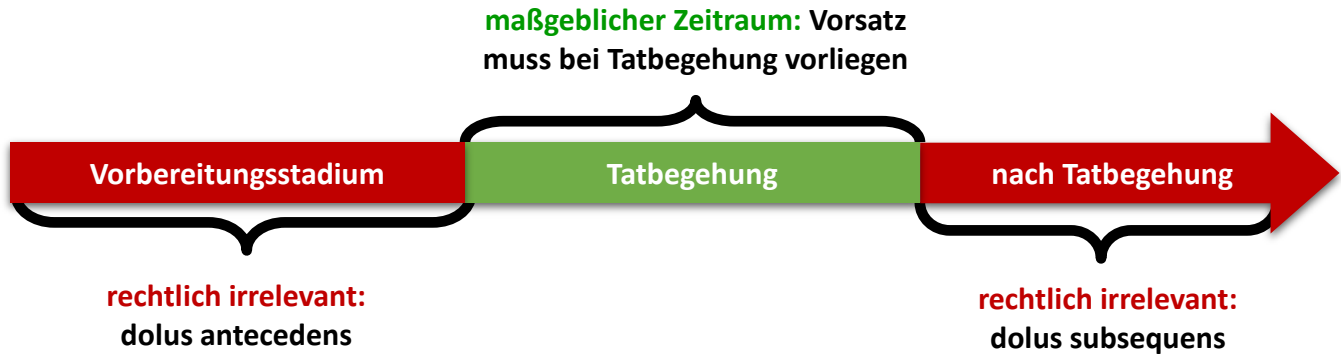 maßgeblicher Zeitraum: Vorsatz
muss bei Tatbegehung vorliegen
Vorbereitungsstadium
Tatbegehung
nach Tatbegehung
rechtlich irrelevant:
dolus antecedens
rechtlich irrelevant:
dolus subsequens